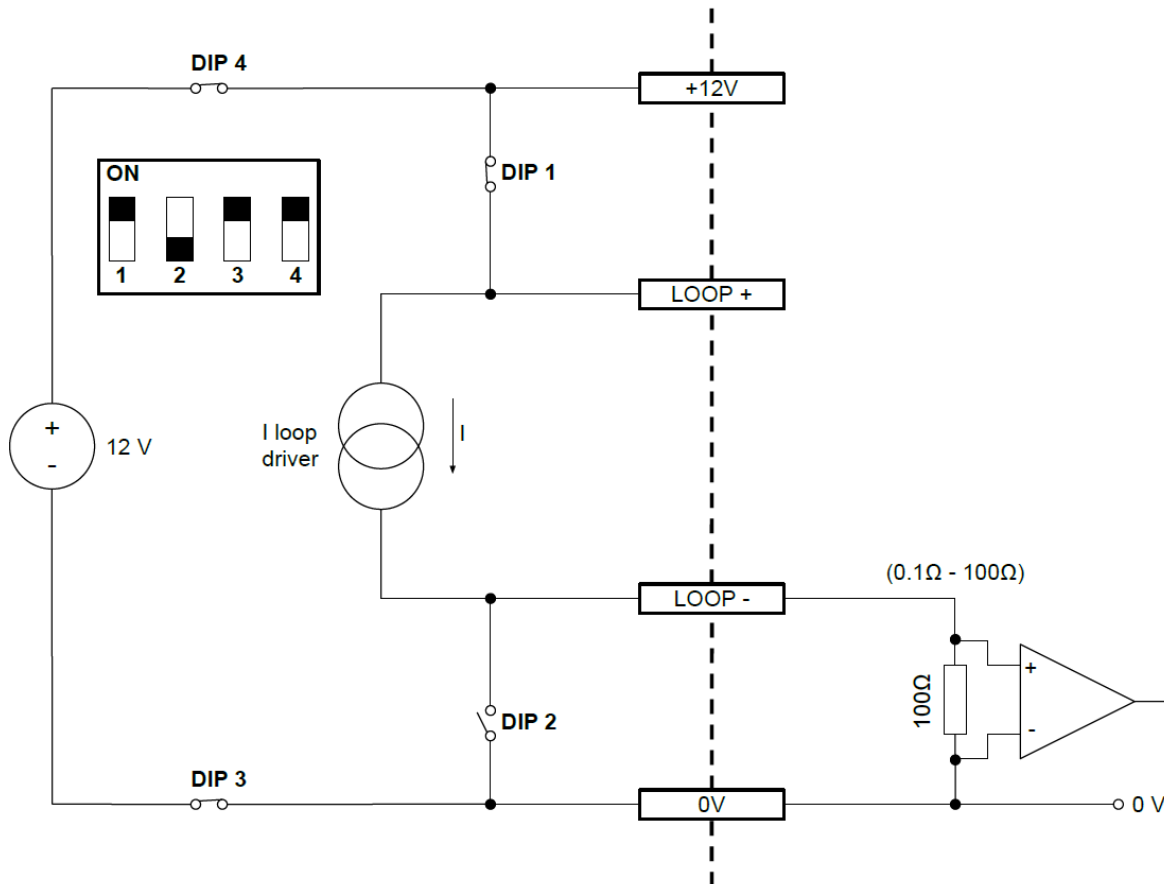 DIP 4
+12V
ON
1 2 3 4
DIP 1
LOOP +
+
-
12 V
I loop
driver
I
(0.1Ω - 100Ω)
LOOP -
100Ω
+
-
DIP 2
DIP 3
0V
0 V